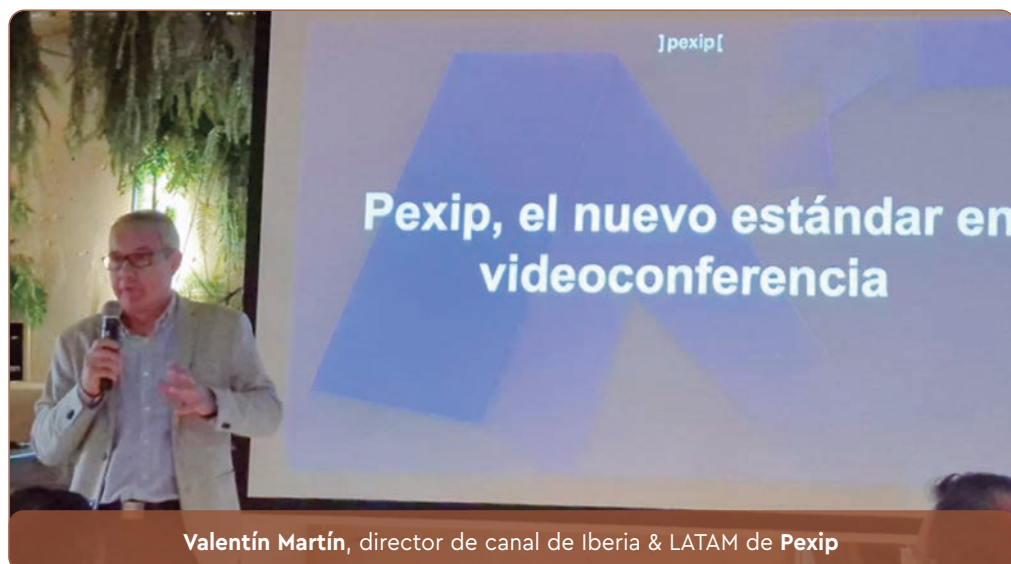 ]pexip[
Pexip, el nuevo estándar en
videoconferencia
Valentín Martín, director de canal de Iberia & LATAM de Pexip